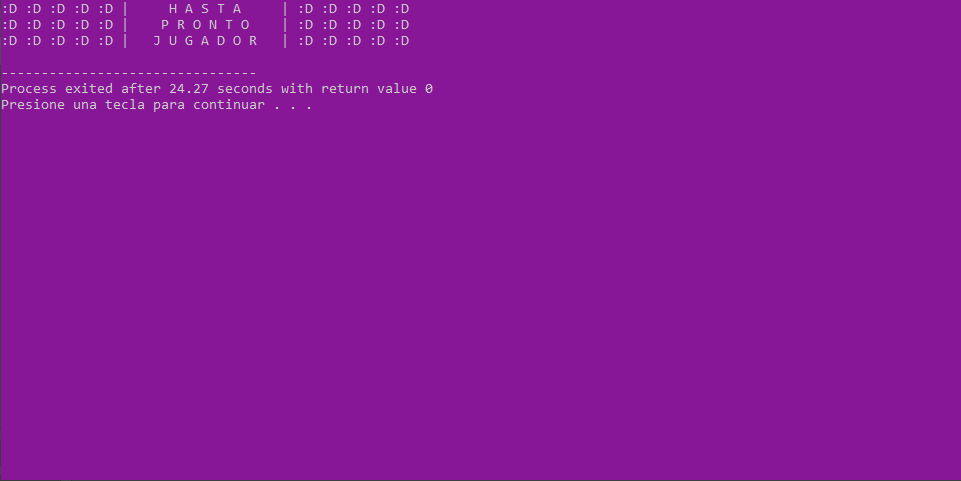 :D :D :D :D :D |     H A S T A     | :D :D :D :D :D
:D :D :D :D :D |    P R O N T O    | :D :D :D :D :D
:D :D :D :D :D |   J U G A D O R   | :D :D :D :D :D
--------------------------------
Process exited after 24.27 seconds with return value 0
Presione una tecla para continuar . . .